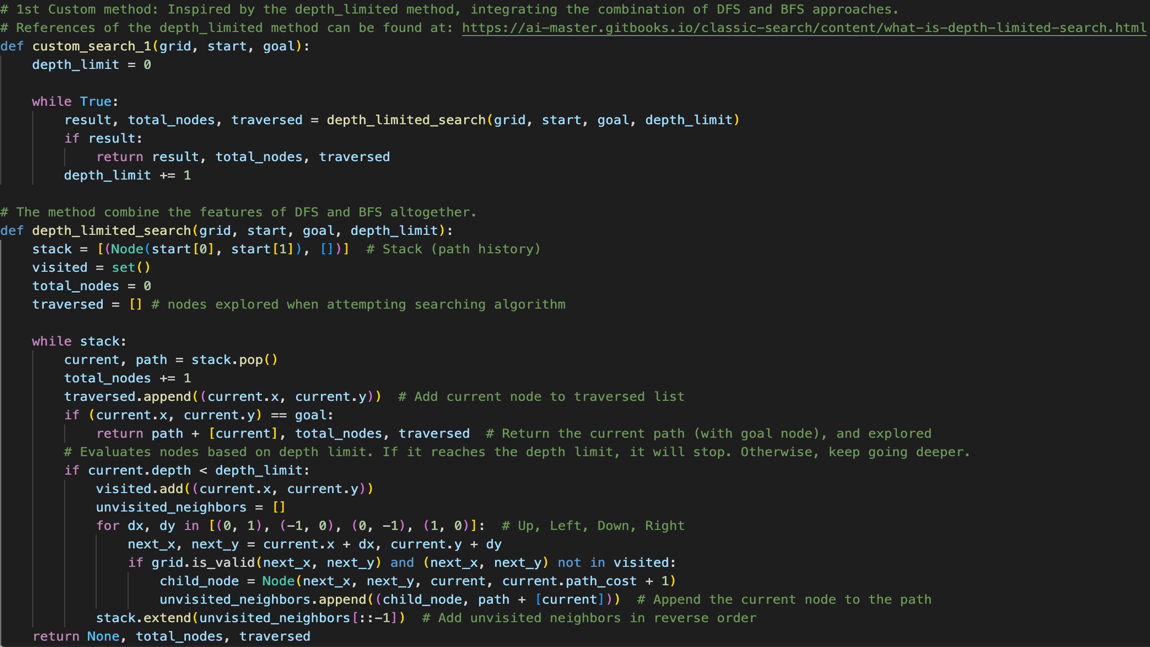 # 1st Custom method: Inspired by the depth_limited method, integrating the combination of DFS and BFS approaches.
# References of the depth_limited method can be found at: https://ai-master.gitbooks.io/classic-search/content/what-is-depth-limited-search.html
def custom_search_1(grid, start, goal):
    depth_limit = 0

    while True:
        result, total_nodes, traversed = depth_limited_search(grid, start, goal, depth_limit)
        if result:
            return result, total_nodes, traversed
        depth_limit += 1

# The method combine the features of DFS and BFS altogether.
def depth_limited_search(grid, start, goal, depth_limit):
    stack = [(Node(start[0], start[1]), [])]  # Stack (path history)
    visited = set()
    total_nodes = 0
    traversed = [] # nodes explored when attempting searching algorithm

    while stack:
        current, path = stack.pop()
        total_nodes += 1
        traversed.append((current.x, current.y))  # Add current node to traversed list
        if (current.x, current.y) == goal:
            return path + [current], total_nodes, traversed  # Return the current path (with goal node), and explored
        # Evaluates nodes based on depth limit. If it reaches the depth limit, it will stop. Otherwise, keep going deeper.
        if current.depth < depth_limit:
            visited.add((current.x, current.y))
            unvisited_neighbors = []
            for dx, dy in [(0, 1), (-1, 0), (0, -1), (1, 0)]:  # Up, Left, Down, Right
                next_x, next_y = current.x + dx, current.y + dy
                if grid.is_valid(next_x, next_y) and (next_x, next_y) not in visited:
                    child_node = Node(next_x, next_y, current, current.path_cost + 1)
                    unvisited_neighbors.append((child_node, path + [current]))  # Append the current node to the path
            stack.extend(unvisited_neighbors[::-1])  # Add unvisited neighbors in reverse order
    return None, total_nodes, traversed